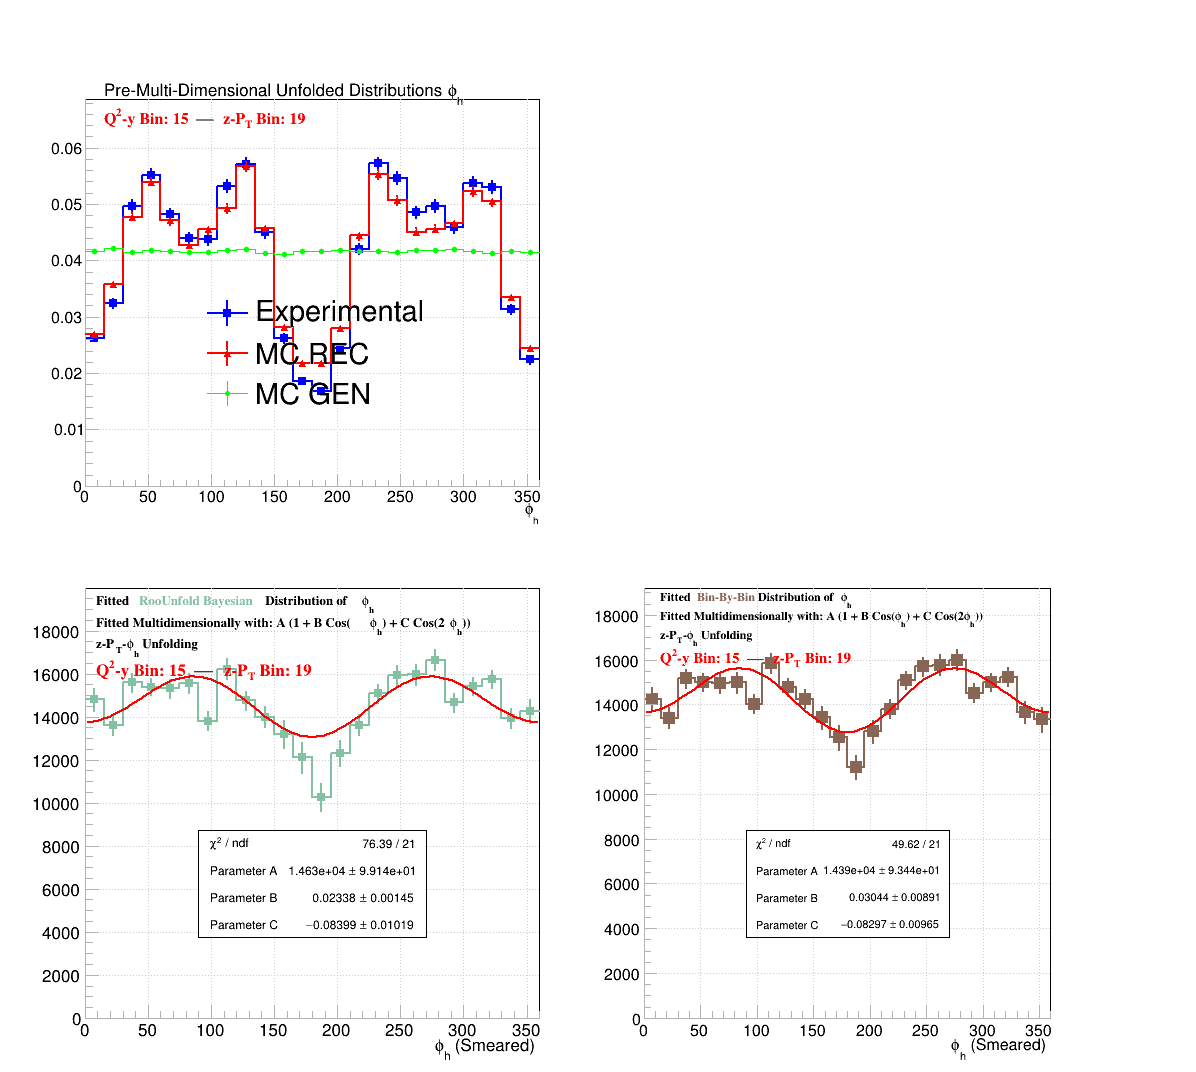 Pre-Multi-Dimensional Unfolded Distributions ϕh
Q2-y Bin: 15 — z-PT Bin: 19
0.06
0.05
0.04
0.03
0.02
0.01
0
Experimental
MC REC
MC GEN
0 50 100 150 200 250 300 350
ϕh
Fitted RooUnfold Bayesian Distribution of ϕh
Fitted Multidimensionally with: A (1 + B Cos( ϕh) + C Cos(2 ϕh))
z-PT-ϕh Unfolding
Q2-y Bin: 15 — z-PT Bin: 19
18000
16000
14000
12000
10000
8000
6000
4000
2000
0
χ2 / ndf 76.39 / 21
Parameter A 1.463e+04 ± 9.914e+01
Parameter B 0.02338 ± 0.00145
Parameter C −0.08399 ± 0.01019
0 50 100 150 200 250 300 350
ϕh (Smeared)
Fitted Bin-By-Bin Distribution of ϕh
Fitted Multidimensionally with: A (1 + B Cos(ϕh) + C Cos(2ϕh))
z-PT-ϕh Unfolding
Q2-y Bin: 15 — z-PT Bin: 19
18000
16000
14000
12000
10000
8000
6000
4000
2000
0
χ2 / ndf 49.62 / 21
Parameter A 1.439e+04 ± 9.344e+01
Parameter B 0.03044 ± 0.00891
Parameter C −0.08297 ± 0.00965
0 50 100 150 200 250 300 350
ϕh (Smeared)